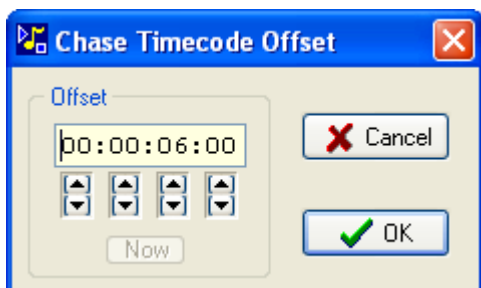 Chase Timecode Offset
Offset
00:00:06:00
Cancel
Now
OK